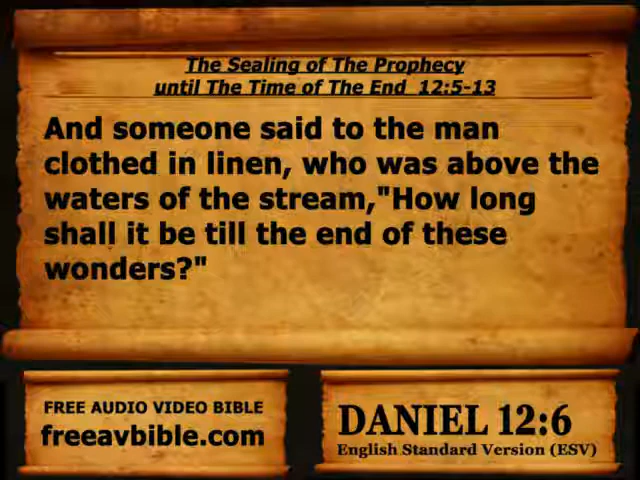 The Sealing of The Prophecy
until The Time of The End 12:5-13
And someone said to the man
clothed in linen, who was above the
waters of the stream,"How long
shall it be till the end of these
wonders?"
FREE AUDIO VIDEO BIBLE
freeavbible.com
DANIEL 12:6
English Standard Version (ESV)